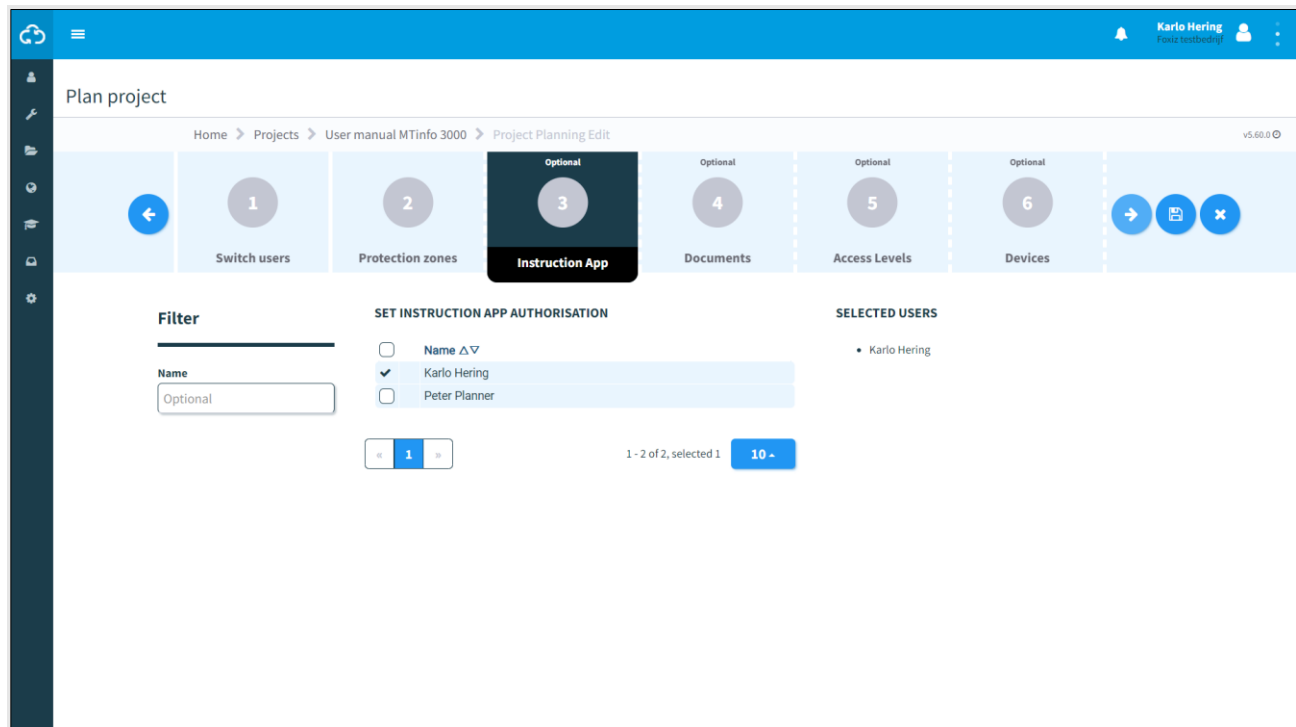 Karlo Hering
Foxiz testbedrijf
Plan project
Home Projects User manual MTinfo 3000 Project Planning Edit
v5.60.0
Optional Optional Optional Optional
1 2 3 4 5 6
Switch users Protection zones Instruction App Documents Access Levels Devices
Filter
SET INSTRUCTION APP AUTHORISATION
SELECTED USERS
Name
Optional
Name
Karlo Hering
Peter Planner
Karlo Hering
« 1 »
1 - 2 of 2, selected 1
10